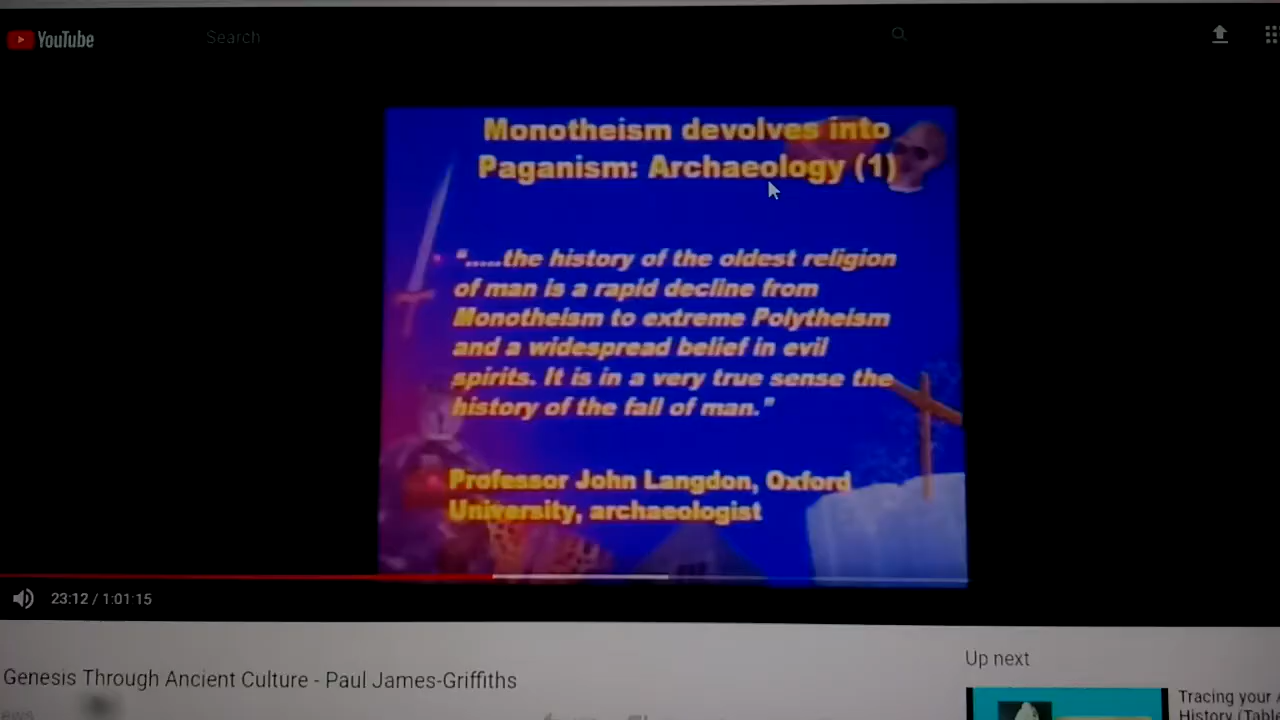 YouTube
Search
Monotheism devolves into
Paganism: Archaeology (1)
".....the history of the oldest religion
of man is a rapid decline from
Monotheism to extreme Polytheism
and a widespread belief in evil
spirits. It is in a very true sense the
history of the fall of man."
Professor John Langdon, Oxford
University, archaeologist
23:12 / 1:01:15
Genesis Through Ancient Culture - Paul James-Griffiths
Up next
Tracing your
History (Tabl